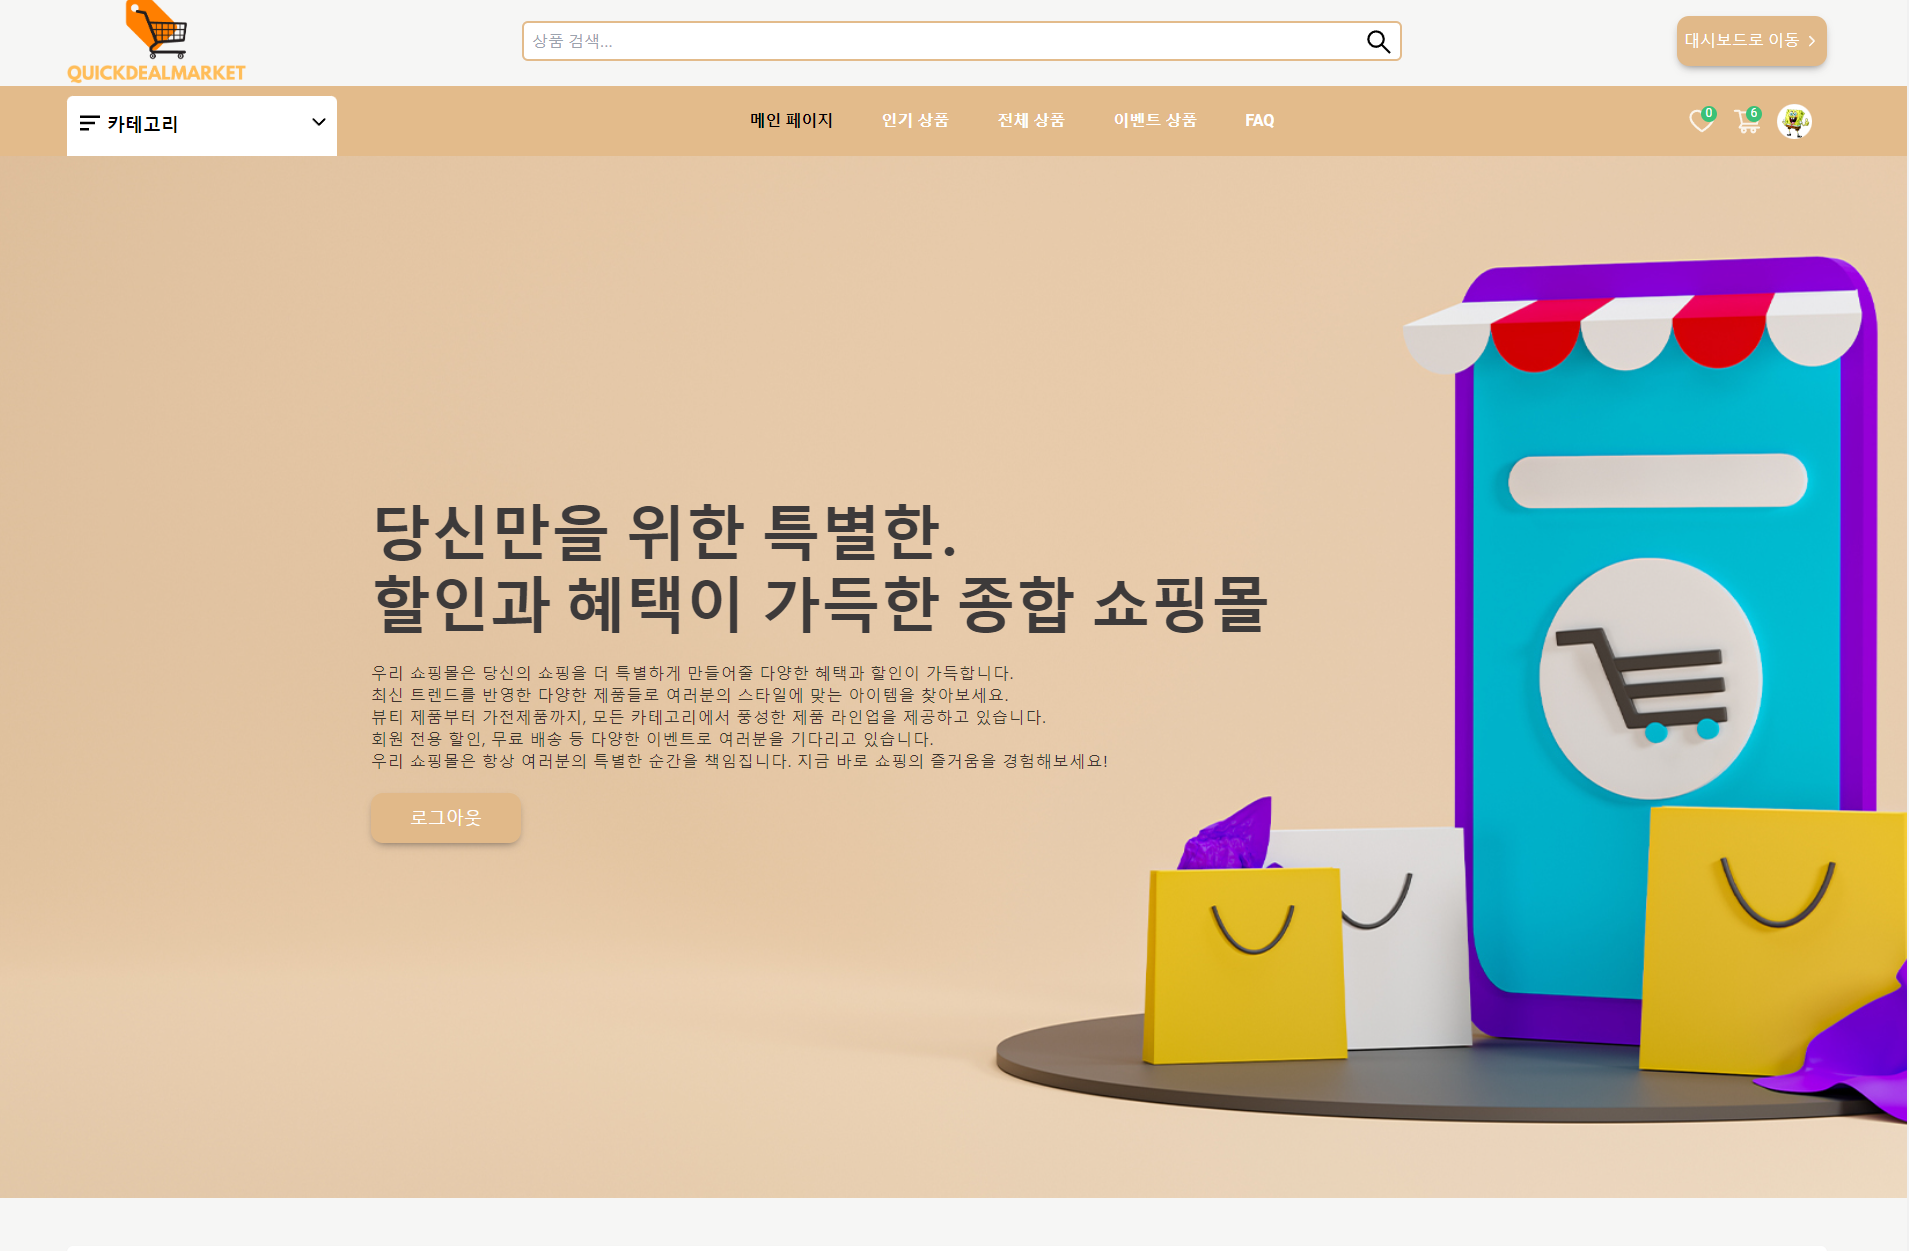 QUICKDEALMARKET
상품 검색...
대시보드로 이동
카테고리
메인 페이지 인기 상품 전체 상품 이벤트 상품 FAQ
0 6
당신만을 위한 특별한.
할인과 혜택이 가득한 종합 쇼핑몰
우리 쇼핑몰은 당신의 쇼핑을 더 특별하게 만들어줄 다양한 혜택과 할인이 가득합니다.
최신 트렌드를 반영한 다양한 제품들로 여러분의 스타일에 맞는 아이템을 찾아보세요.
뷰티 제품부터 가전제품까지, 모든 카테고리에서 풍성한 제품 라인업을 제공하고 있습니다.
회원 전용 할인, 무료 배송 등 다양한 이벤트로 여러분을 기다리고 있습니다.
우리 쇼핑몰은 항상 여러분의 특별한 순간을 책임집니다. 지금 바로 쇼핑의 즐거움을 경험해보세요!
로그아웃